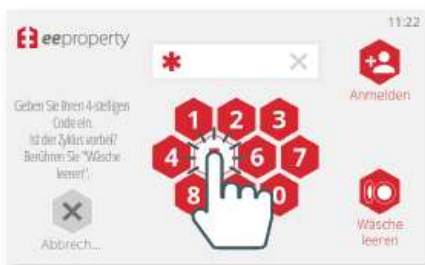 11:22
eeproperty
*
×
Anmelden
Geben Sie Ihren 4-stelligen
Code ein.
Ist der Zyklus vorbei?
Berühren Sie "Wäsche
leeren".
1 2 3
4 6 7
8 0
Abbrech...
Wäsche
leeren